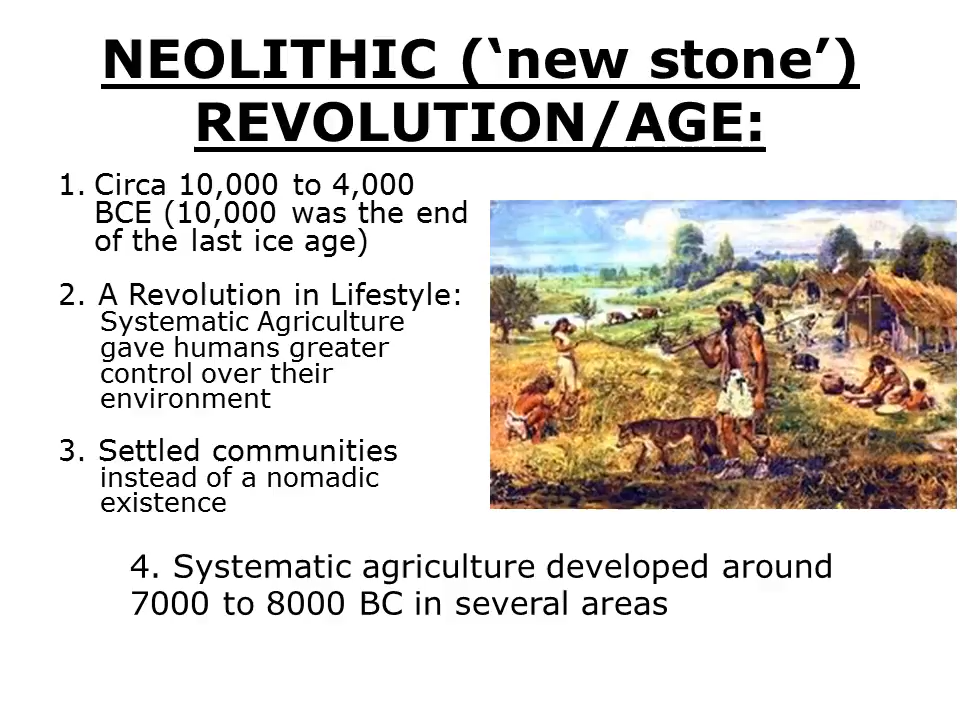 NEOLITHIC (‘new stone’)
REVOLUTION/AGE:
1. Circa 10,000 to 4,000
BCE (10,000 was the end
of the last ice age)
2. A Revolution in Lifestyle:
Systematic Agriculture
gave humans greater
control over their
environment
3. Settled communities
instead of a nomadic
existence
4. Systematic agriculture developed around
7000 to 8000 BC in several areas